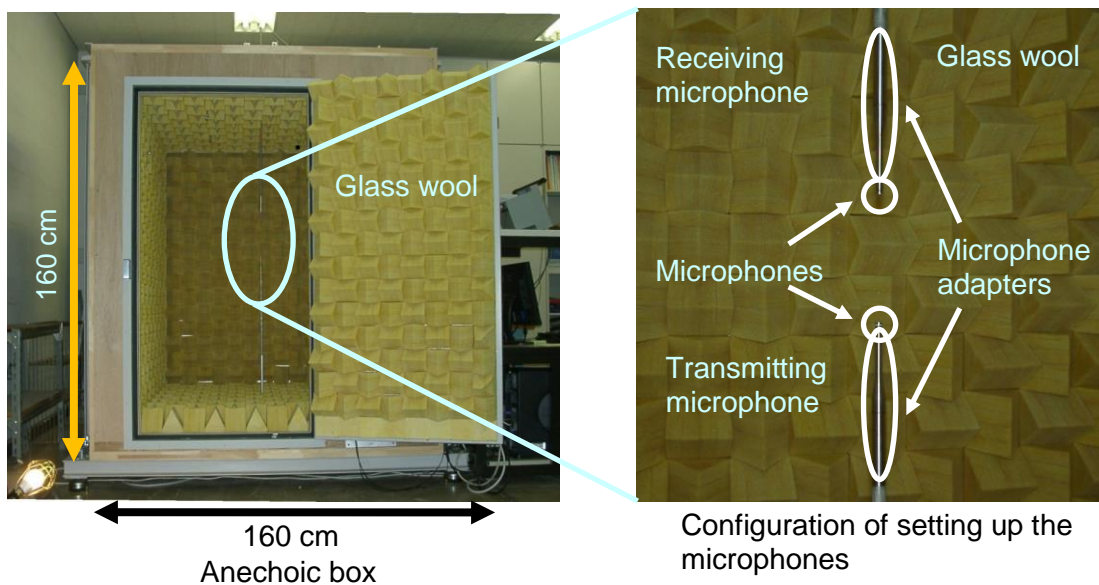 160 cm
Glass wool
160 cm
Anechoic box
Receiving
microphone
Glass wool
Microphones
Microphone
adapters
Transmitting
microphone
Configuration of setting up the
microphones